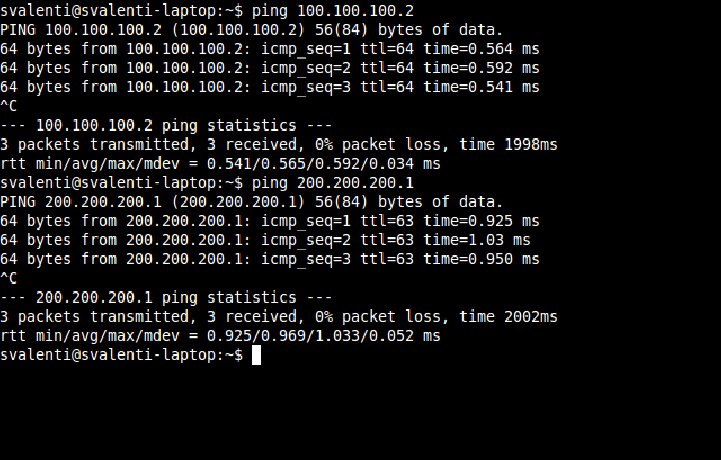 svalenti@svalenti-laptop:~$ ping 100.100.100.2
PING 100.100.100.2 (100.100.100.2) 56(84) bytes of data.
64 bytes from 100.100.100.2: icmp_seq=1 ttl=64 time=0.564 ms
64 bytes from 100.100.100.2: icmp_seq=2 ttl=64 time=0.592 ms
64 bytes from 100.100.100.2: icmp_seq=3 ttl=64 time=0.541 ms
^C
--- 100.100.100.2 ping statistics ---
3 packets transmitted, 3 received, 0% packet loss, time 1998ms
rtt min/avg/max/mdev = 0.541/0.565/0.592/0.034 ms
svalenti@svalenti-laptop:~$ ping 200.200.200.1
PING 200.200.200.1 (200.200.200.1) 56(84) bytes of data.
64 bytes from 200.200.200.1: icmp_seq=1 ttl=63 time=0.925 ms
64 bytes from 200.200.200.1: icmp_seq=2 ttl=63 time=1.03 ms
64 bytes from 200.200.200.1: icmp_seq=3 ttl=63 time=0.950 ms
^C
--- 200.200.200.1 ping statistics ---
3 packets transmitted, 3 received, 0% packet loss, time 2002ms
rtt min/avg/max/mdev = 0.925/0.969/1.033/0.052 ms
svalenti@svalenti-laptop:~$